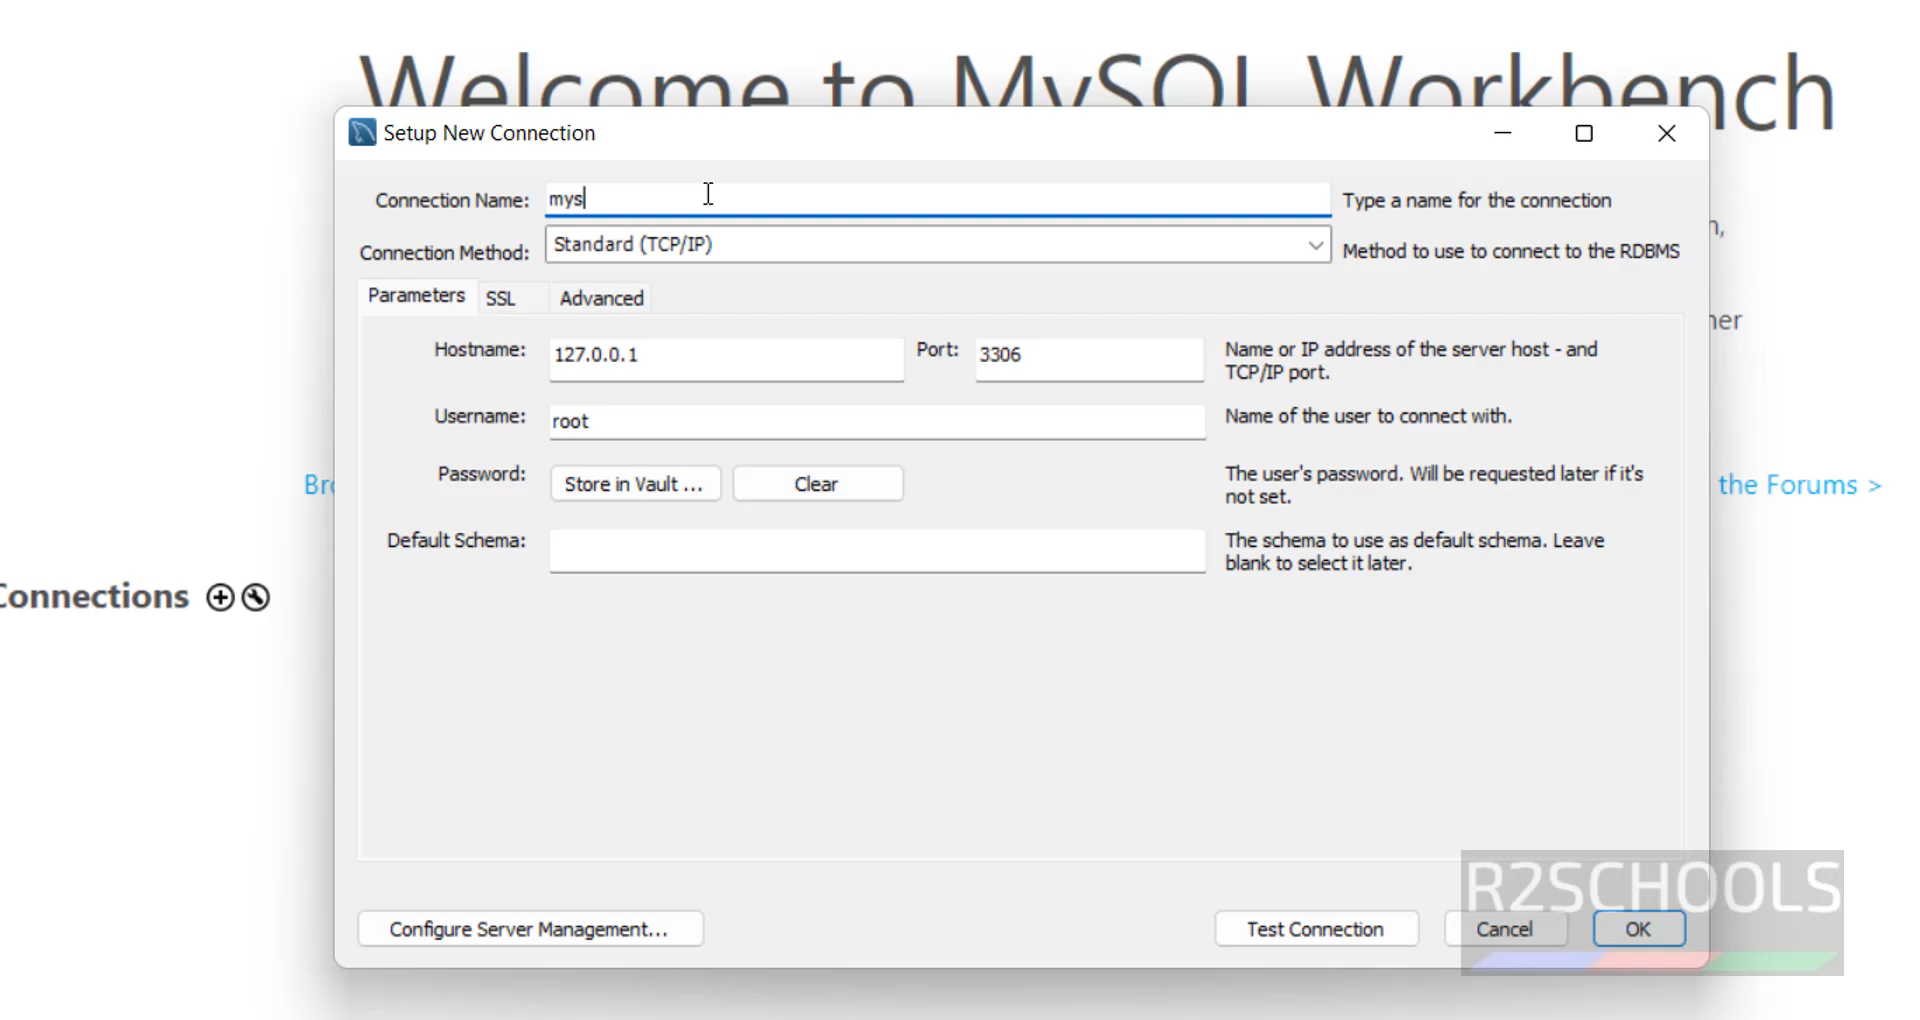 Welcome to MySQL Workbench
Setup New Connection
Connection Name: mys Type a name for the connection
Connection Method: Standard (TCP/IP) Method to use to connect to the RDBMS
Parameters SSL Advanced
Hostname: 127.0.0.1 Port: 3306 Name or IP address of the server host - and
TCP/IP port.
Username: root Name of the user to connect with.
Password: Store in Vault ... Clear The user's password. Will be requested later if it's
not set.
the Forums >
Default Schema: The schema to use as default schema. Leave
blank to select it later.
Connections
Configure Server Management... Test Connection Cancel OK
R2SCHOOLS